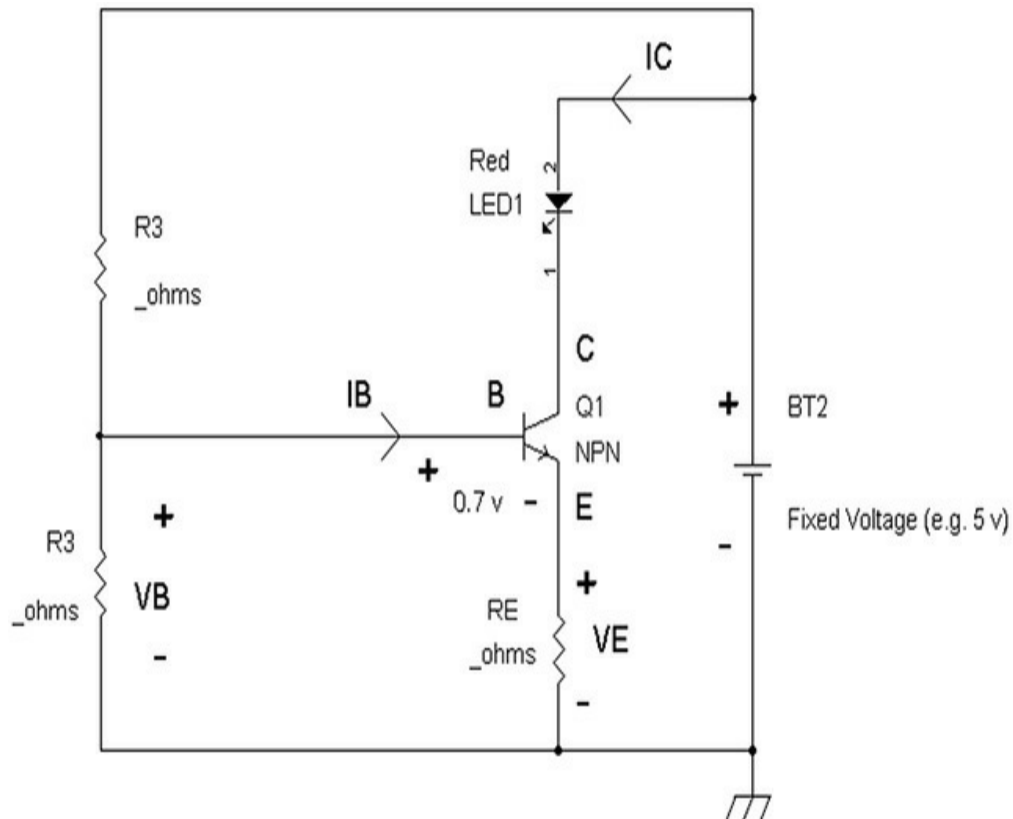 IC
Red
2
LED1
R3
_ohms
1
C
IB
B
Q1
+
BT2
+
NPN
0.7 v
-
E
+
Fixed Voltage (e.g. 5 v)
R3
-
_ohms
VB
+
RE
VE
-
_ohms
-